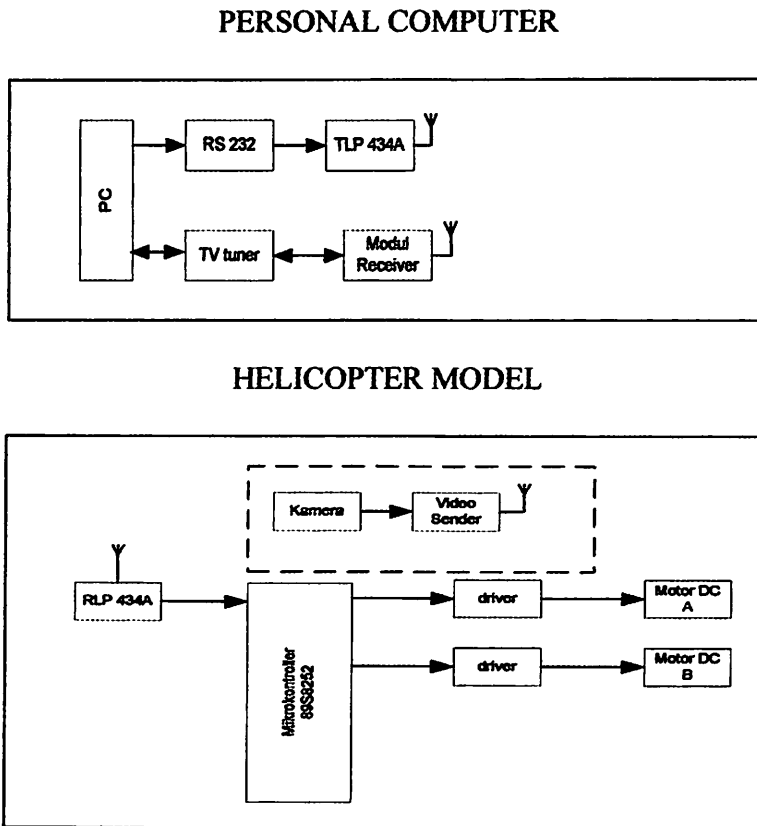 PERSONAL COMPUTER
PC
RS 232
TLP 434A
TV tuner
Modul
Receiver
HELICOPTER MODEL
Kamera
Video
Sender
RLP 434A
Mikrokontroller
89S8252
driver
Motor DC
A
driver
Motor DC
B